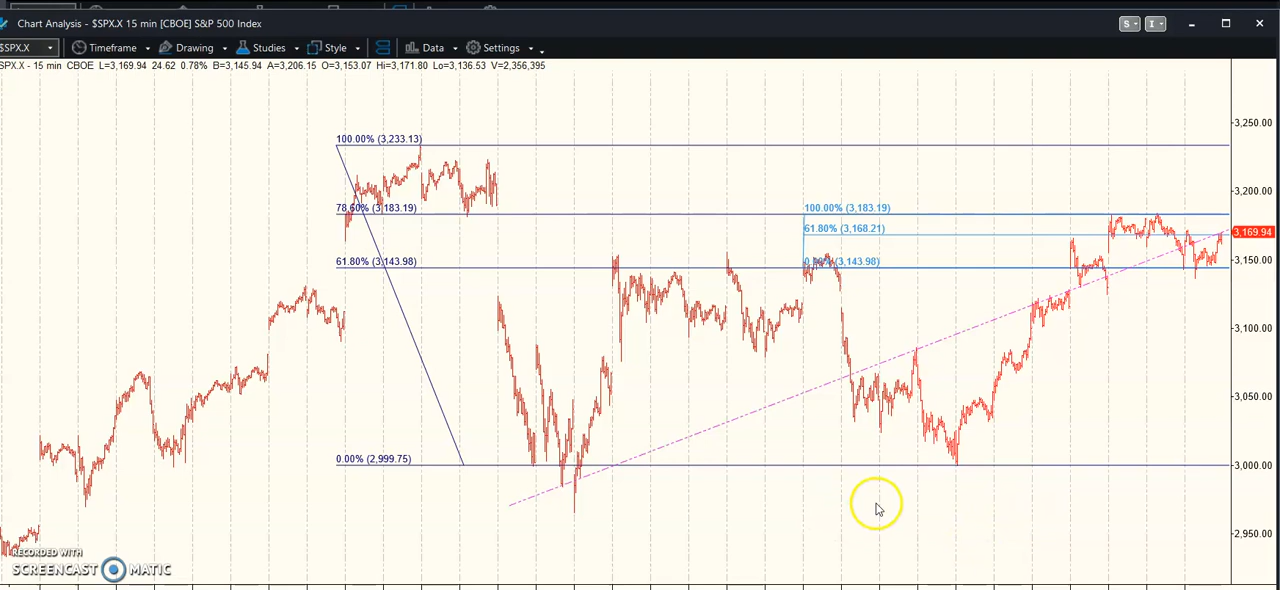 Chart Analysis - $SPX.X 15 min [CBOE] S&P 500 Index
S
I
$SPX.X
Timeframe
Drawing
Studies
Style
Data
Settings
SPX.X - 15 min CBOE L=3,169.94 24.62 0.78% B=3,145.94 A=3,206.15 O=3,153.07 Hi=3,171.80 Lo=3,136.53 V=2,356,395
3,250.00
100.00% (3,233.13)
3,200.00
78.60% (3,183.19)
100.00% (3,183.19)
61.80% (3,168.21)
3,169.94
61.80% (3,143.98)
0.00% (3,143.98)
3,150.00
3,100.00
3,050.00
0.00% (2,999.75)
3,000.00
2,950.00
RECORDED WITH
SCREENCAST MATIC